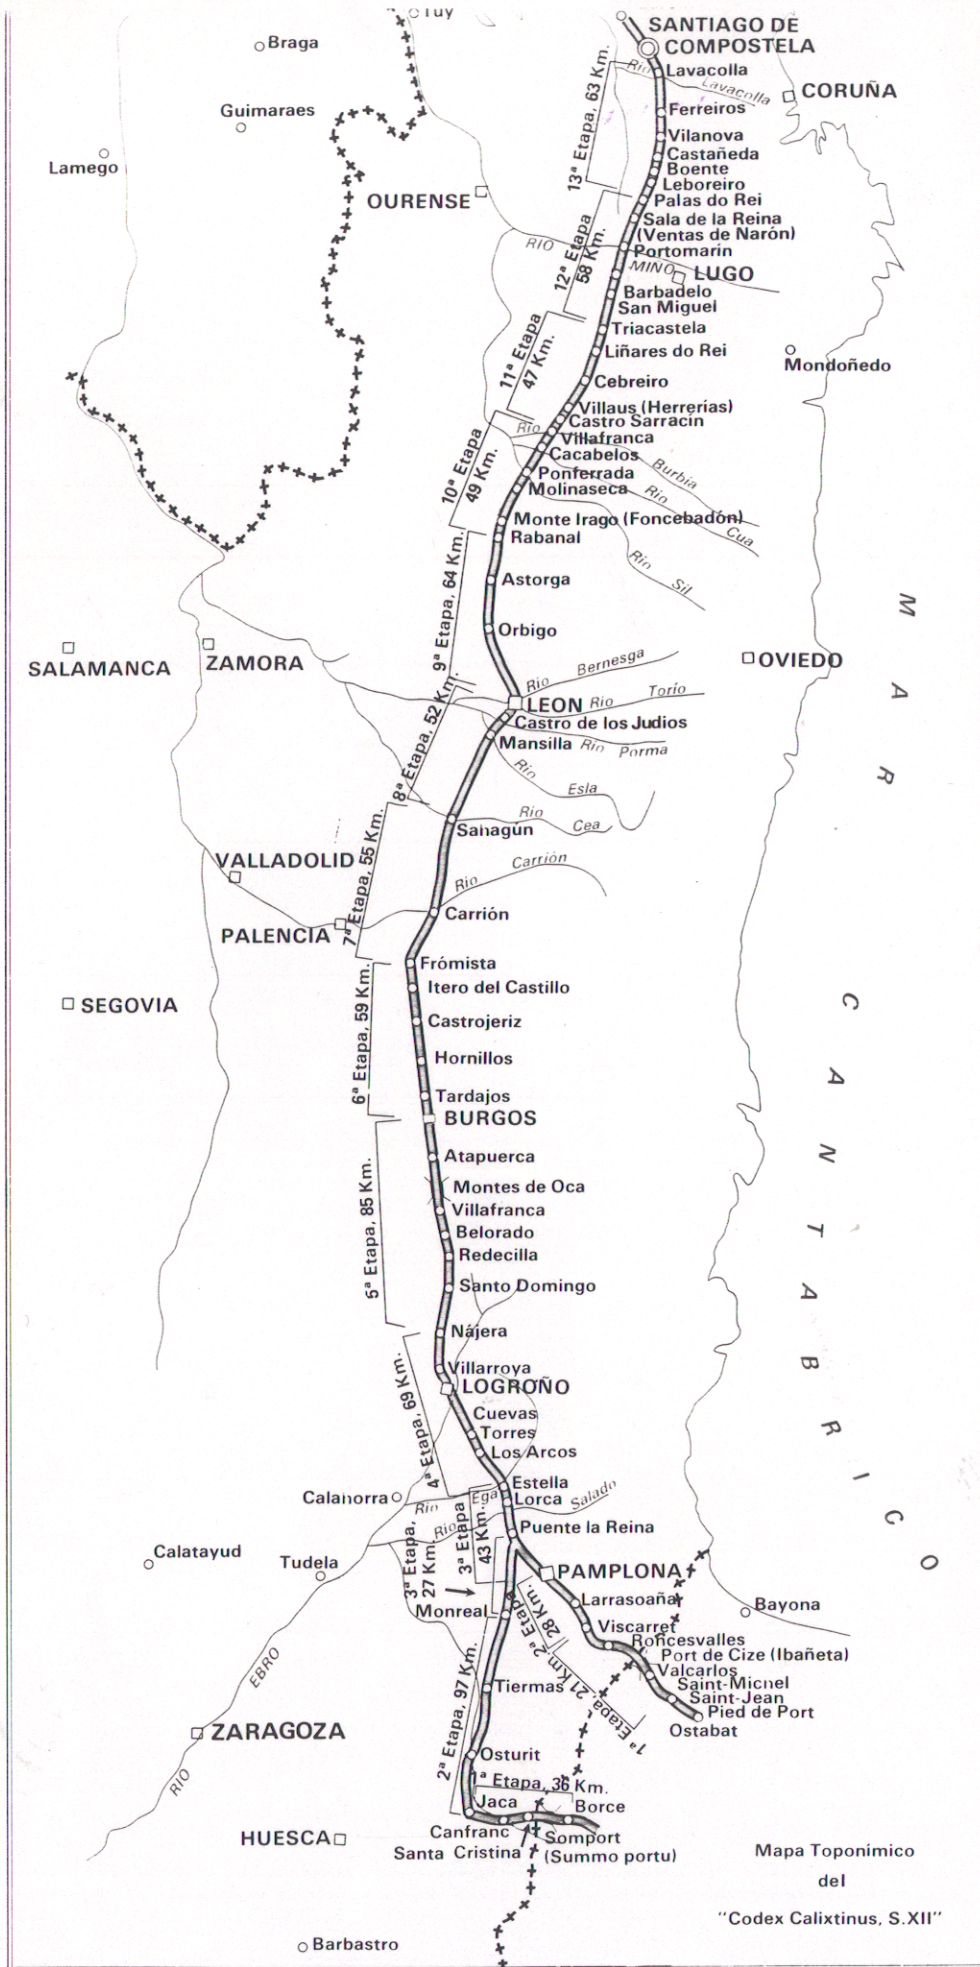 Tuy
SANTIAGO DE
COMPOSTELA
Braga
Rio
Lavacolla
Lavacolla
CORUÑA
Guimaraes
Ferreiros
13ª Etapa, 63 Km.
Vilanova
Castañeda
Lamego
Boente
Leboreiro
OURENSE
Palas do Rei
Sala de la Reina
(Ventas de Narón)
RIO
Portomarín
12ª Etapa
58 Km.
MIÑO
LUGO
Barbadelo
San Miguel
Triacastela
11ª Etapa
47 Km.
Liñares do Rei
Mondoñedo
Cebreiro
Villaus (Herrerías)
Castro Sarracín
Rio
Villafranca
Cacabelos
Burbia
10ª Etapa
49 Km.
Ponferrada
Molinaseca
Rio
Cua
Monte Irago (Foncebadón)
Rabanal
Río
Sil
9ª Etapa, 64 Km.
Astorga
Orbigo
M A R C A N T A B R I C O
SALAMANCA
ZAMORA
OVIEDO
Rio
Bernesga
LEON
Rio
Torío
Castro de los Judios
8ª Etapa, 52 Km.
Mansilla
Rio
Porma
Rio
Esla
Sahagún
Rio
Cea
7ª Etapa, 55 Km.
VALLADOLID
Rio
Carrión
Carrión
PALENCIA
Frómista
Itero del Castillo
SEGOVIA
6ª Etapa, 59 Km.
Castrojeriz
Hornillos
Tardajos
BURGOS
Atapuerca
5ª Etapa, 85 Km.
Montes de Oca
Villafranca
Belorado
Redecilla
Santo Domingo
Nájera
4ª Etapa, 69 Km.
Villarroya
LOGROÑO
Cuevas
Torres
Los Arcos
Estella
Calahorra
Rio
Ega
Lorca
Rio
Salado
3ª Etapa
43 Km.
Puente la Reina
3ª Etapa,
27 Km.
Calatayud
Tudela
PAMPLONA
Larrasoaña
Bayona
Monreal
2ª Etapa
28 Km.
Viscarret
Roncesvalles
Port de Cize (Ibañeta)
Valcarlos
Saint-Michel
Saint-Jean
Pied de Port
Ostabat
1ª Etapa, 21 Km.
2ª Etapa, 97 Km.
Tiermas
RIO EBRO
ZARAGOZA
Osturit
1ª Etapa, 36 Km.
Jaca
Borce
HUESCA
Canfranc
Santa Cristina
Somport
(Summo portu)
Mapa Toponímico
del
"Codex Calixtinus, S.XII"
Barbastro